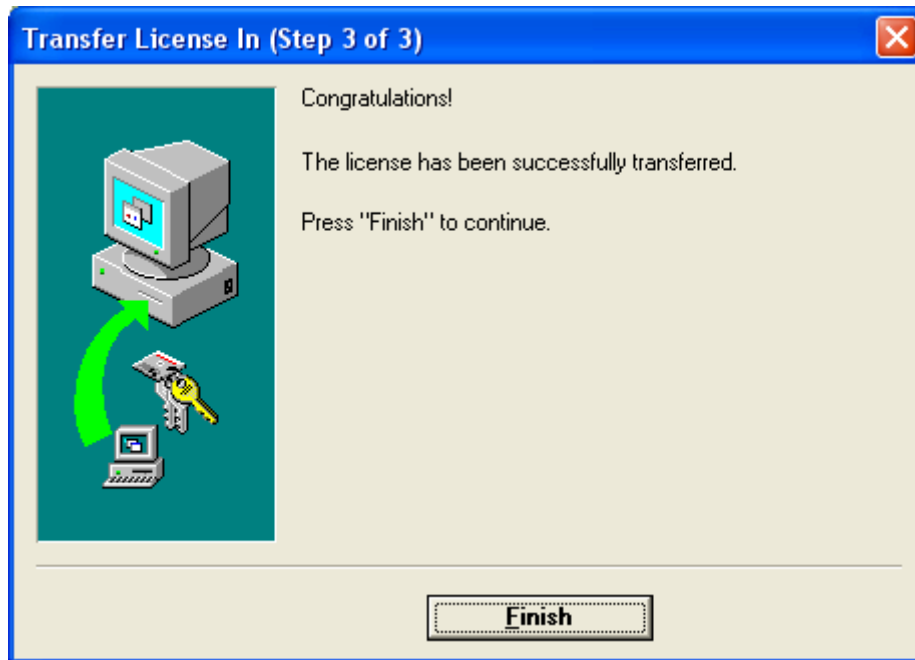 Transfer License In (Step 3 of 3)
Congratulations!
The license has been successfully transferred.
Press "Finish" to continue.
Finish